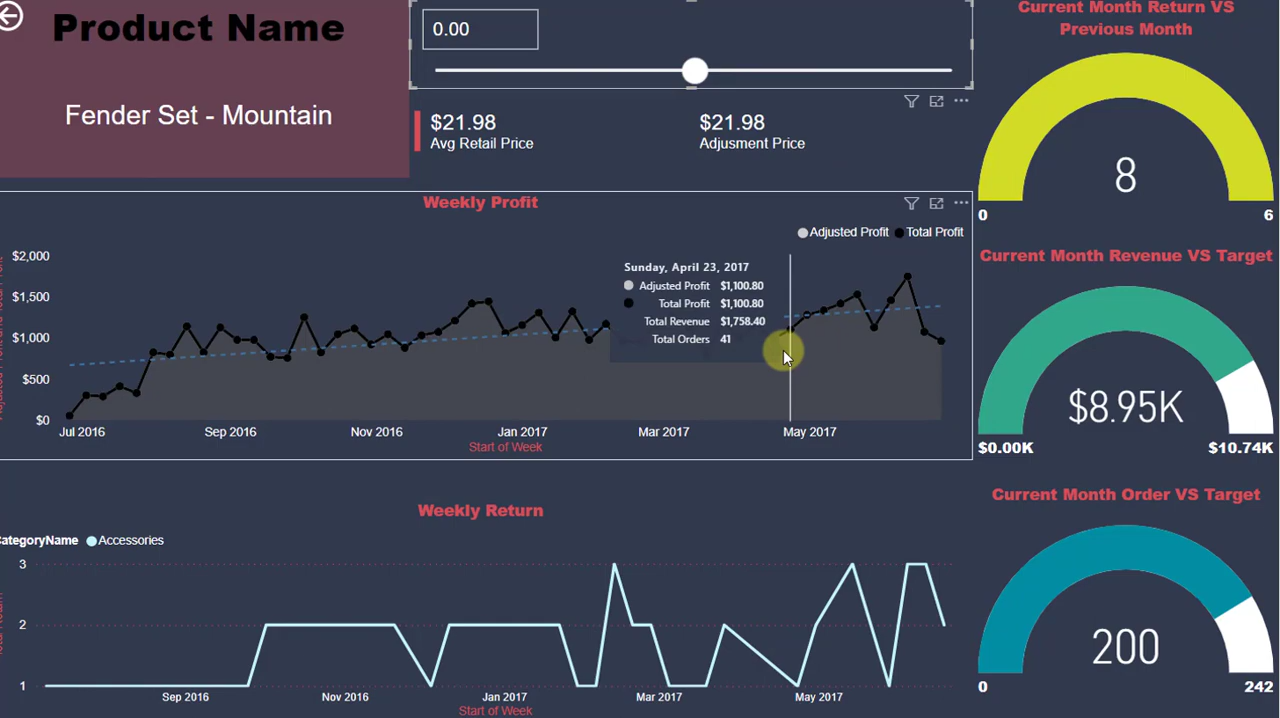 Product Name
Fender Set - Mountain
0.00
$21.98
Avg Retail Price
$21.98
Adjusment Price
Current Month Return VS
Previous Month
8
0
6
Weekly Profit
Adjusted Profit
Total Profit
$2,000
$1,500
$1,000
$500
$0
Sunday, April 23, 2017
Adjusted Profit $1,100.80
Total Profit $1,100.80
Total Revenue $1,758.40
Total Orders 41
Jul 2016
Sep 2016
Nov 2016
Jan 2017
Mar 2017
May 2017
Start of Week
Current Month Revenue VS Target
$8.95K
$0.00K
$10.74K
Weekly Return
CategoryName Accessories
3
2
1
Sep 2016
Nov 2016
Jan 2017
Mar 2017
May 2017
Start of Week
Current Month Order VS Target
200
0
242